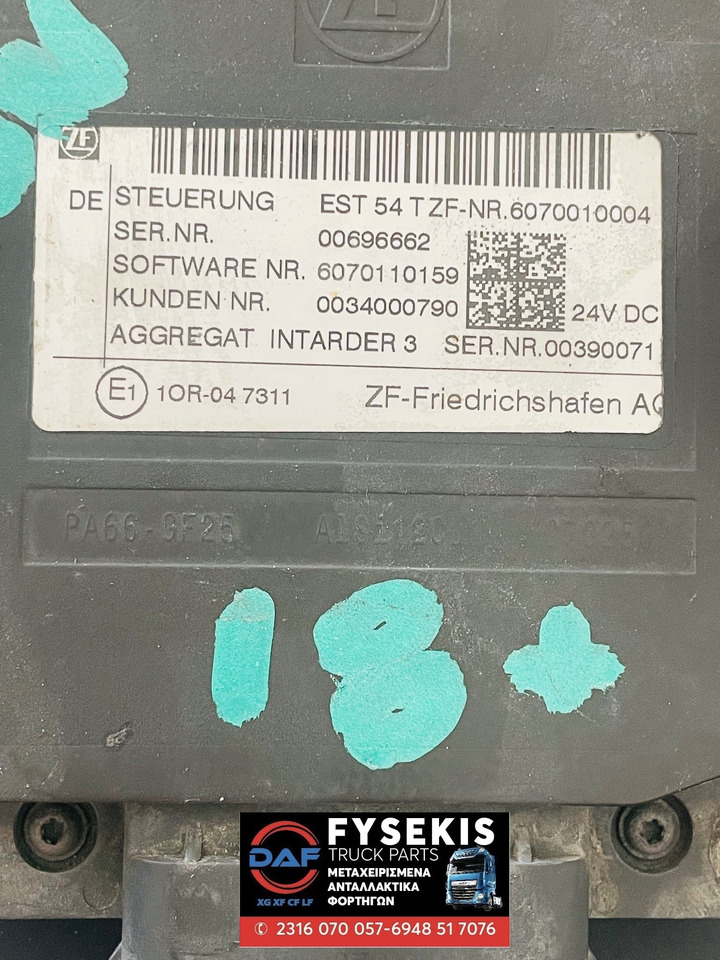 ZF
ZF
DE STEUERUNG EST 54 T ZF-NR.6070010004
SER.NR. 00696662
SOFTWARE NR. 6070110159
KUNDEN NR. 0034000790 24V DC
AGGREGAT INTARDER 3 SER.NR.00390071
E1 10R-04 7311 ZF-Friedrichshafen AG
PA66-GF25
18+
DAF
XG XF CF LF
FYSEKIS
TRUCK PARTS
ΜΕΤΑΧΕΙΡΙΣΜΕΝΑ
ΑΝΤΑΛΛΑΚΤΙΚΑ
ΦΟΡΤΗΓΩΝ
2316 070 057-6948 51 7076